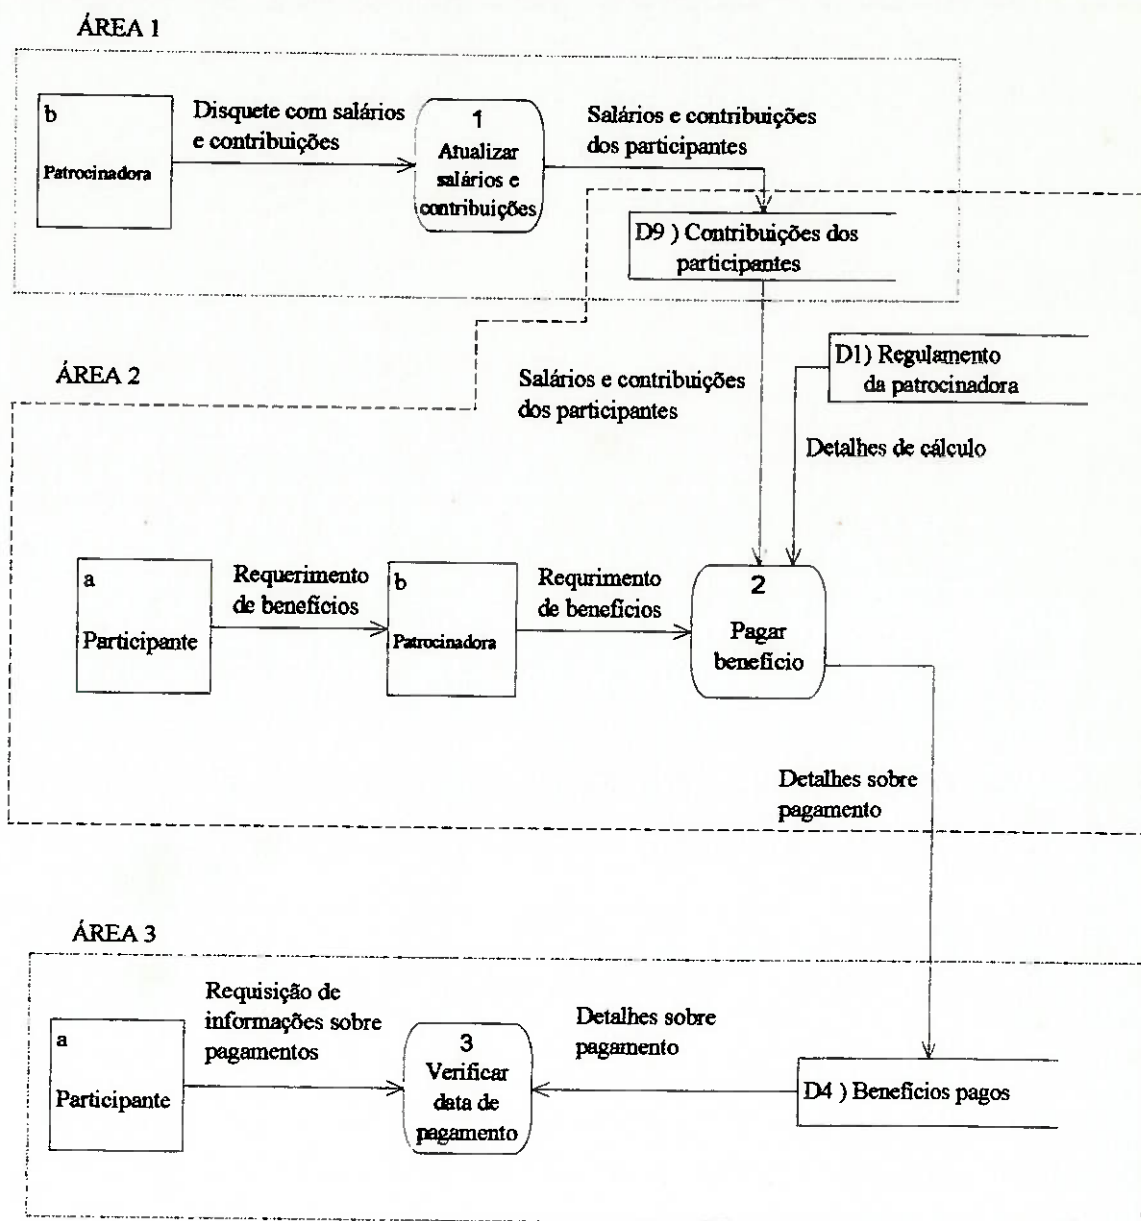 ÁREA 1
b
Patrocinadora
Disquete com salários
e contribuições
1
Atualizar
salários e
contribuições
Salários e contribuições
dos participantes
D9 ) Contribuições dos
participantes
ÁREA 2
Salários e contribuições
dos participantes
D1) Regulamento
da patrocinadora
Detalhes de cálculo
a
Participante
Requerimento
de benefícios
b
Patrocinadora
Requrimento
de benefícios
2
Pagar
benefício
Detalhes sobre
pagamento
ÁREA 3
a
Participante
Requisição de
informações sobre
pagamentos
3
Verificar
data de
pagamento
Detalhes sobre
pagamento
D4 ) Benefícios pagos